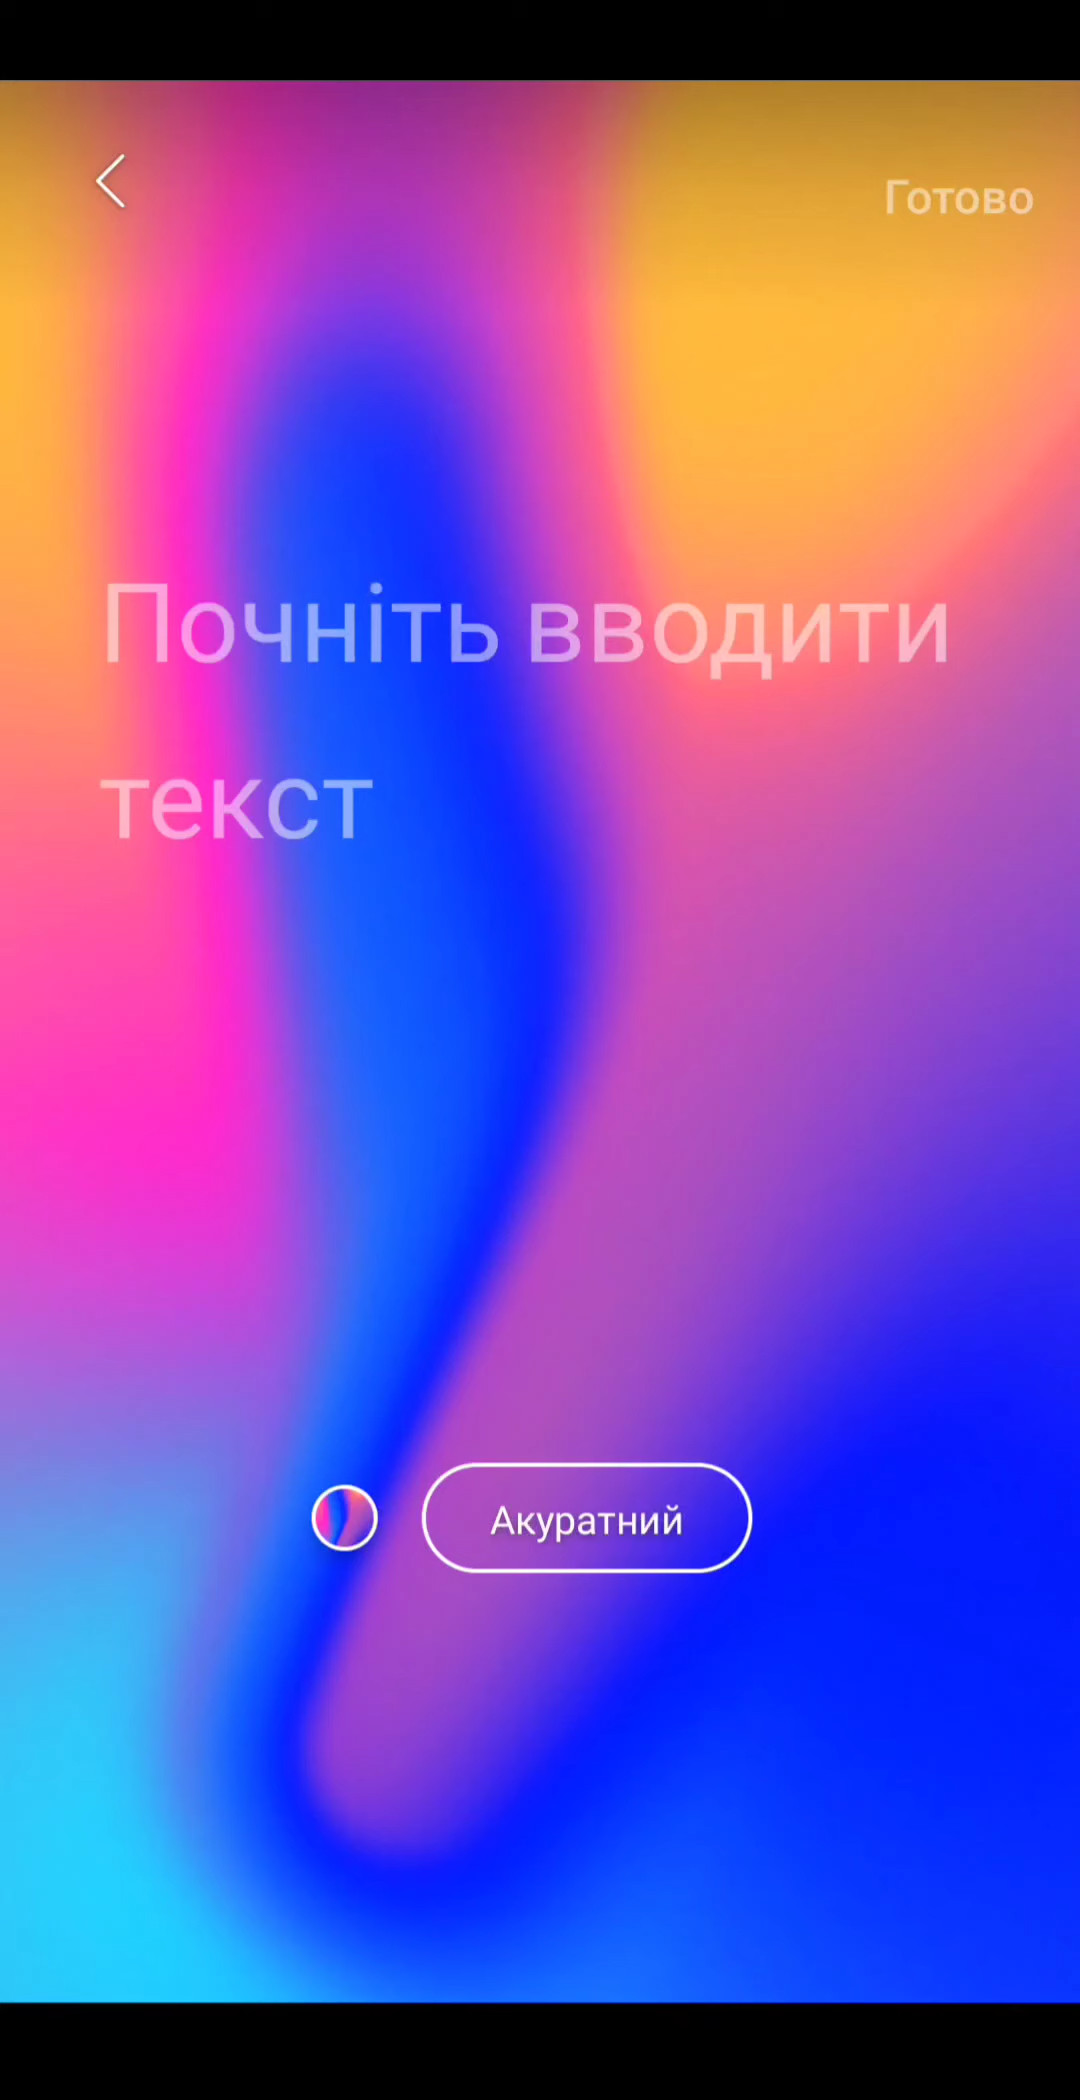 Готово
Почніть вводити
текст
Акуратний